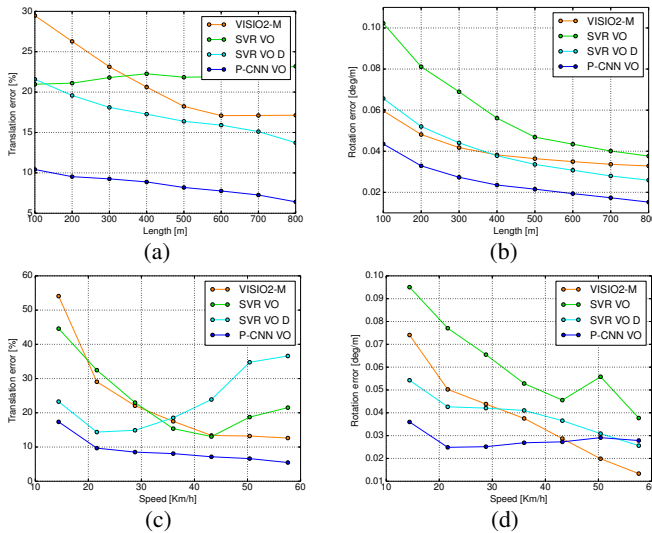 30
25
20
15
10
5
Translation error [%]
100 200 300 400 500 600 700 800
Length [m]
VISIO2-M
SVR VO
SVR VO D
P-CNN VO
(a)
0.10
0.08
0.06
0.04
0.02
Rotation error [deg/m]
100 200 300 400 500 600 700 800
Length [m]
VISIO2-M
SVR VO
SVR VO D
P-CNN VO
(b)
60
50
40
30
20
10
0
Translation error [%]
10 20 30 40 50 60
Speed [Km/h]
VISIO2-M
SVR VO
SVR VO D
P-CNN VO
(c)
0.10
0.09
0.08
0.07
0.06
0.05
0.04
0.03
0.02
0.01
Rotation error [deg/m]
10 20 30 40 50 60
Speed [Km/h]
VISIO2-M
SVR VO
SVR VO D
P-CNN VO
(d)